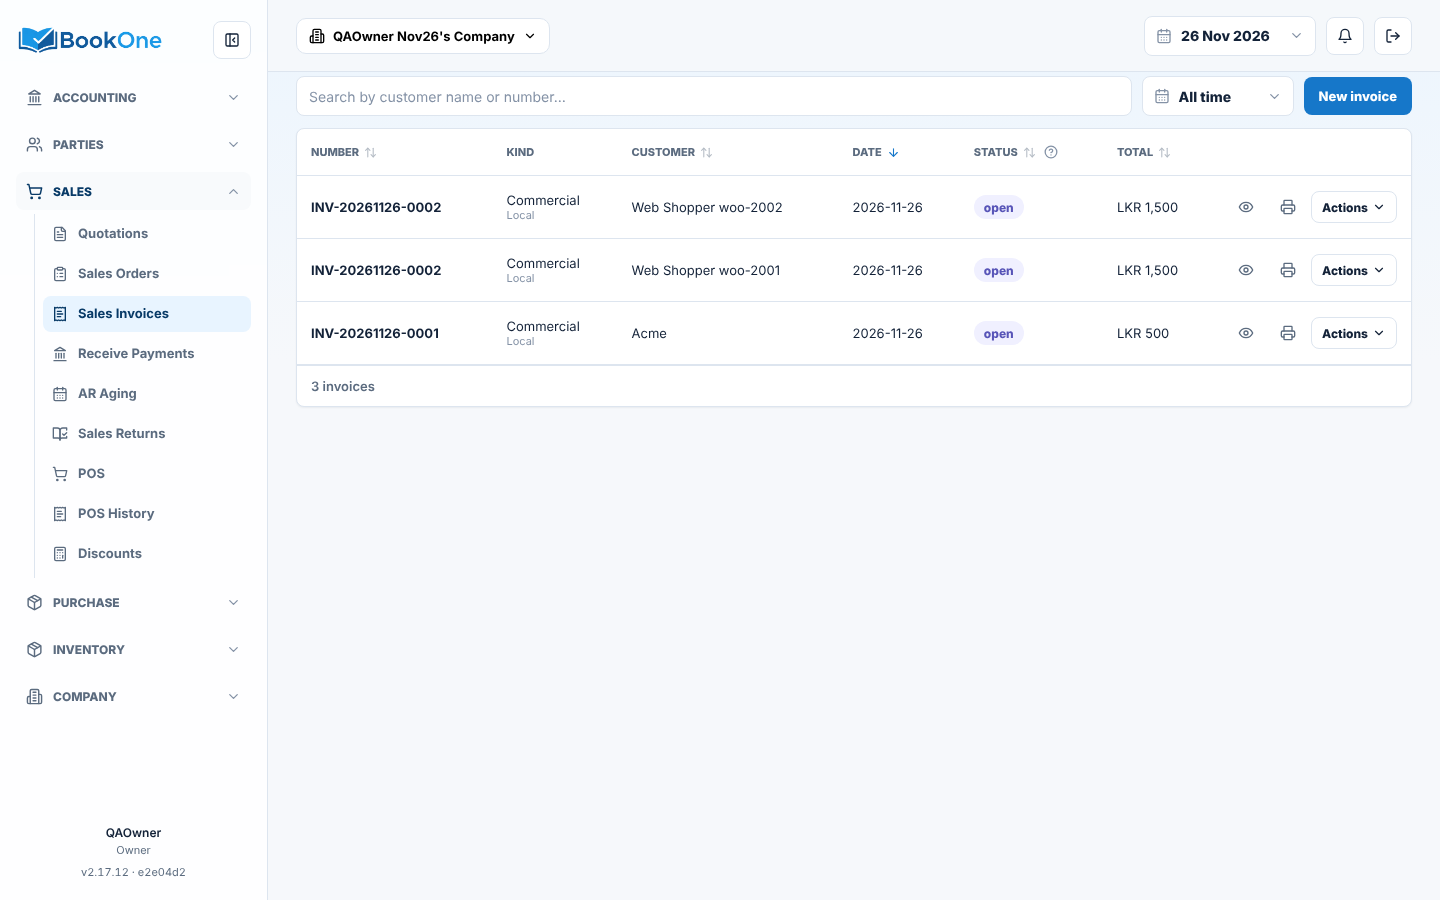 BookOne
QAOwner Nov26's Company
26 Nov 2026
ACCOUNTING
PARTIES
SALES
Quotations
Sales Orders
Sales Invoices
Receive Payments
AR Aging
Sales Returns
POS
POS History
Discounts
PURCHASE
INVENTORY
COMPANY
QAOwner
Owner
v2.17.12 · e2e04d2
Search by customer name or number...
All time
New invoice
NUMBER KIND CUSTOMER DATE STATUS TOTAL
INV-20261126-0002 Commercial Local Web Shopper woo-2002 2026-11-26 open LKR 1,500 Actions
INV-20261126-0002 Commercial Local Web Shopper woo-2001 2026-11-26 open LKR 1,500 Actions
INV-20261126-0001 Commercial Local Acme 2026-11-26 open LKR 500 Actions
3 invoices